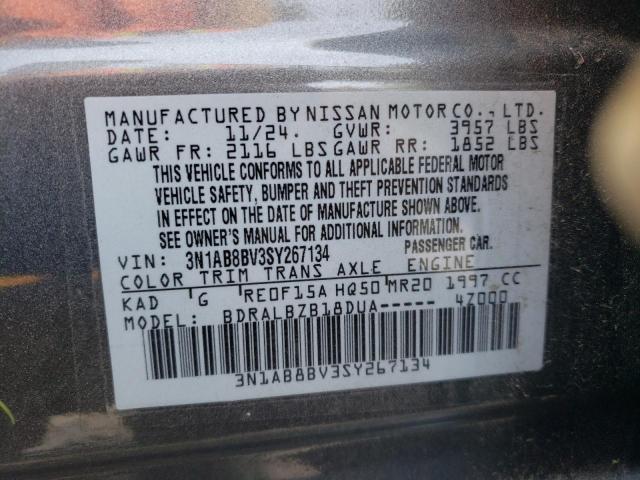 MANUFACTURED BY NISSAN MOTOR CO., LTD.
DATE: 11/24. GVWR: 3957 LBS
GAWR FR: 2116 LBS GAWR RR: 1852 LBS
THIS VEHICLE CONFORMS TO ALL APPLICABLE FEDERAL MOTOR
VEHICLE SAFETY, BUMPER AND THEFT PREVENTION STANDARDS
IN EFFECT ON THE DATE OF MANUFACTURE SHOWN ABOVE.
SEE OWNER'S MANUAL FOR ADDITIONAL INFORMATION.
VIN: 3N1AB8BV3SY267134 PASSENGER CAR.
COLOR TRIM TRANS AXLE ENGINE
KAD G RE0F15A HQ50 MR20 1997 CC
MODEL: BDRALBZB18DUA----- 4Z000
3N1AB8BV3SY267134